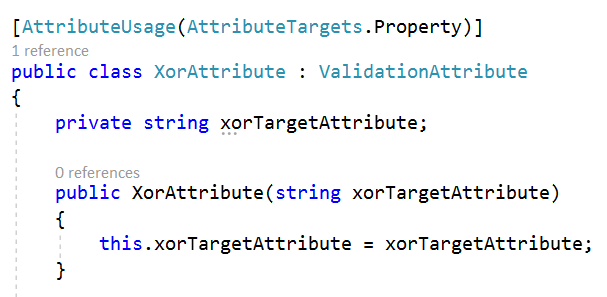 [AttributeUsage(AttributeTargets.Property)]
1 reference
public class XorAttribute : ValidationAttribute
{
private string xorTargetAttribute;
0 references
public XorAttribute(string xorTargetAttribute)
{
this.xorTargetAttribute = xorTargetAttribute;
}